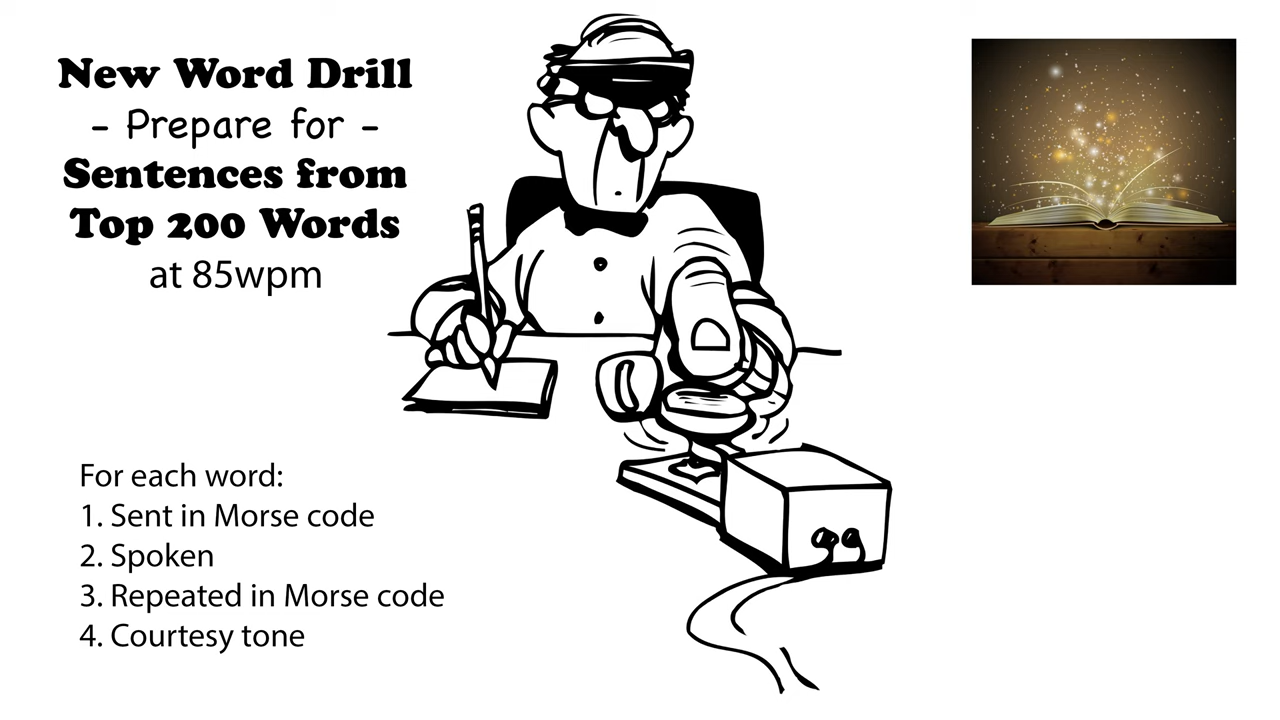 New Word Drill
- Prepare for -
Sentences from
Top 200 Words
at 85wpm
For each word:
1. Sent in Morse code
2. Spoken
3. Repeated in Morse code
4. Courtesy tone